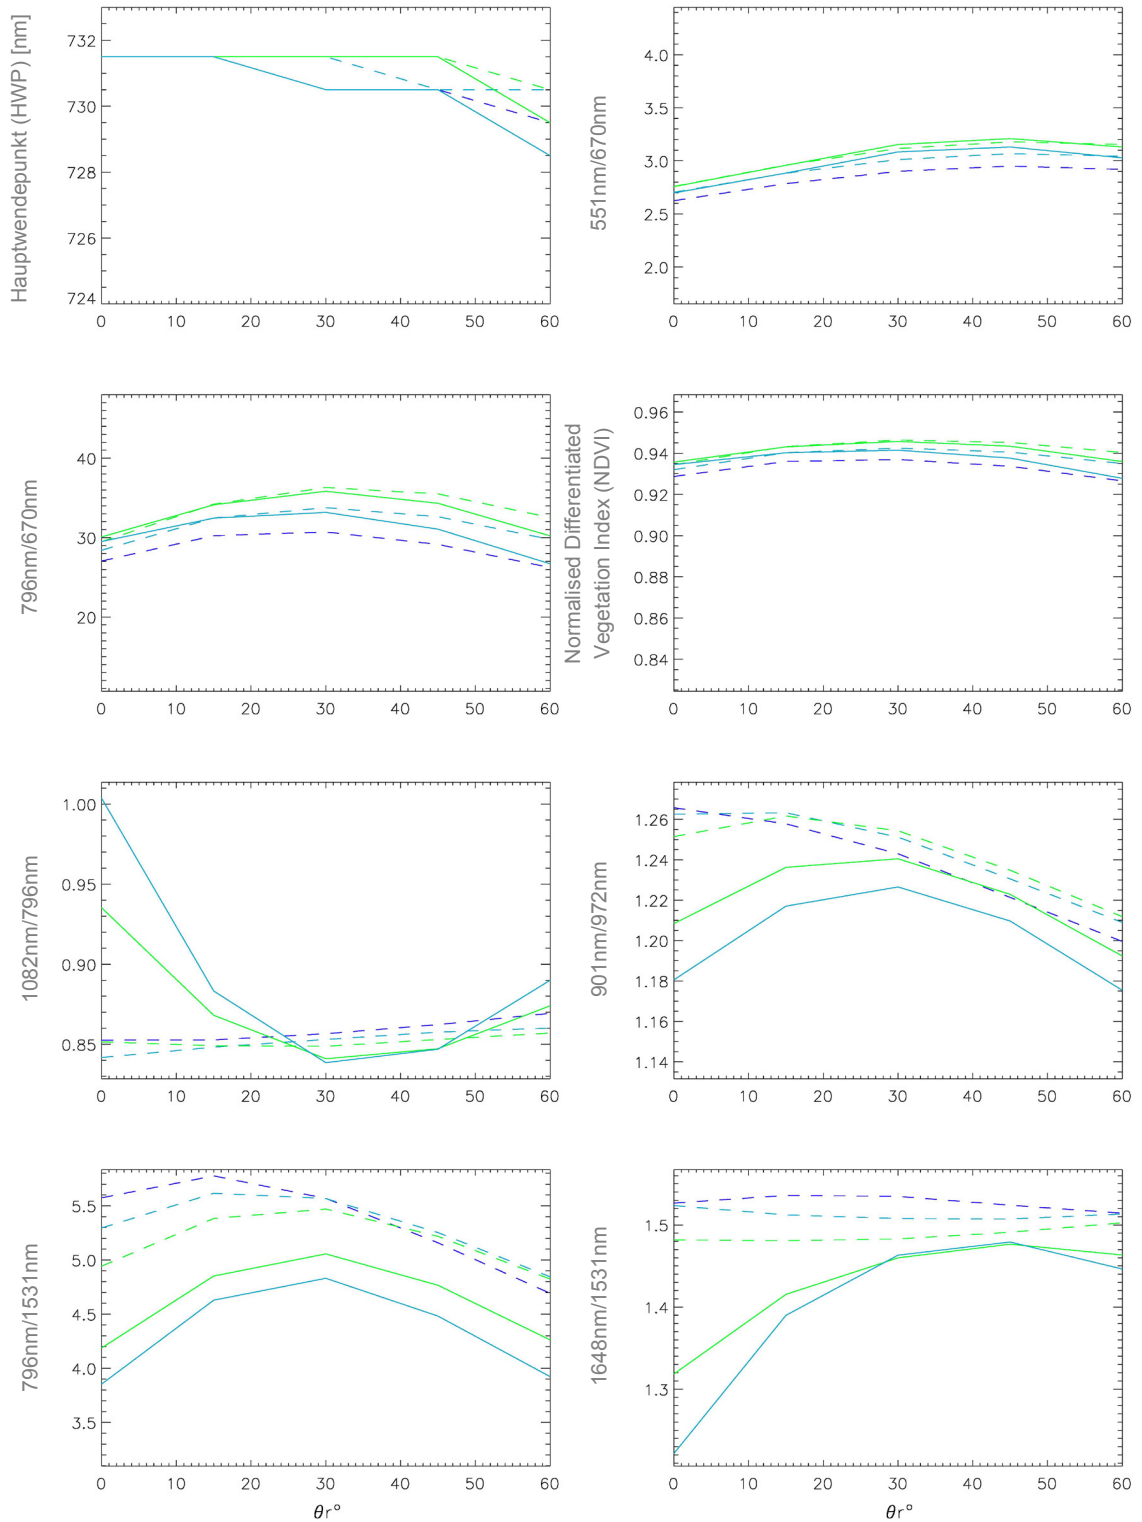 Hauptwendepunkt (HWP) [nm]
732
730
728
726
724
0 10 20 30 40 50 60
551nm/670nm
4.0
3.5
3.0
2.5
2.0
0 10 20 30 40 50 60
796nm/670nm
40
30
20
0 10 20 30 40 50 60
Normalised Differentiated
Vegetation Index (NDVI)
0.96
0.94
0.92
0.90
0.88
0.86
0.84
0 10 20 30 40 50 60
1082nm/796nm
1.00
0.95
0.90
0.85
0 10 20 30 40 50 60
901nm/972nm
1.26
1.24
1.22
1.20
1.18
1.16
1.14
0 10 20 30 40 50 60
796nm/1531nm
5.5
5.0
4.5
4.0
3.5
0 10 20 30 40 50 60
θr°
1648nm/1531nm
1.5
1.4
1.3
0 10 20 30 40 50 60
θr°